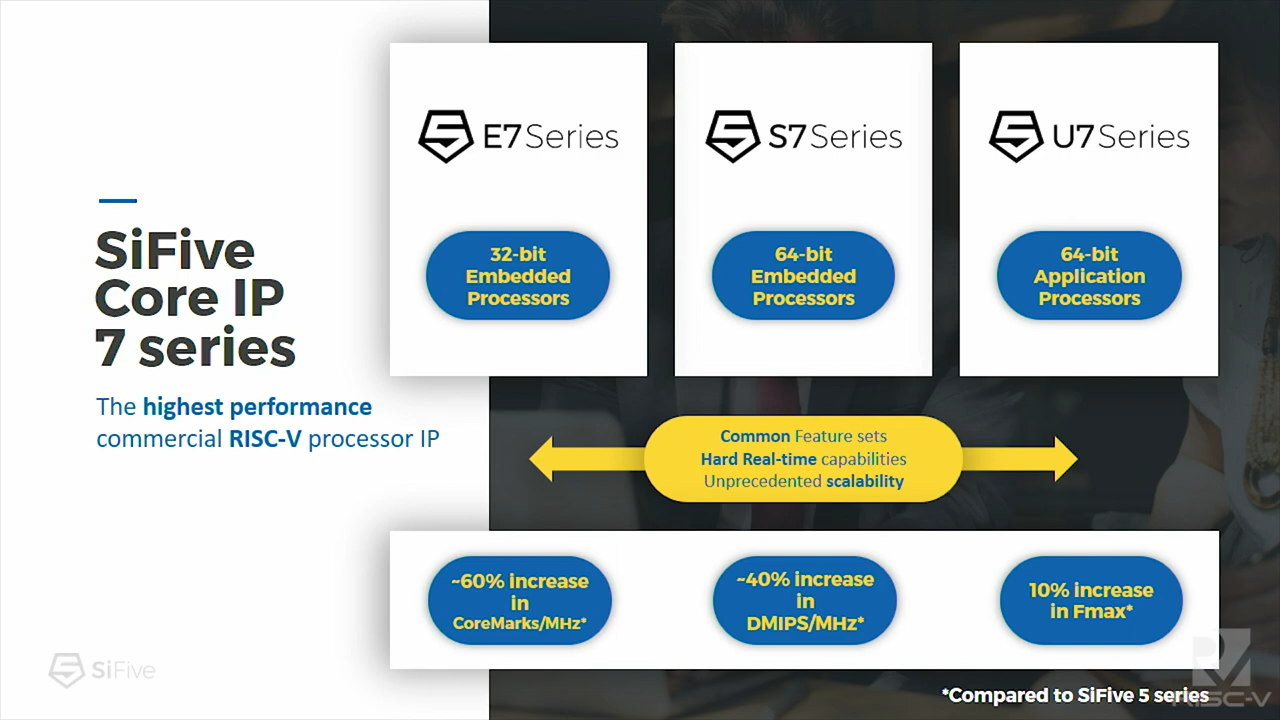 SiFive
Core IP
7 series
The highest performance
commercial RISC-V processor IP
E7 Series
32-bit
Embedded
Processors
S7 Series
64-bit
Embedded
Processors
U7 Series
64-bit
Application
Processors
Common Feature sets
Hard Real-time capabilities
Unprecedented scalability
~60% increase
in
CoreMarks/MHz*
~40% increase
in
DMIPS/MHz*
10% increase
in Fmax*
*Compared to SiFive 5 series
SiFive
RISC-V